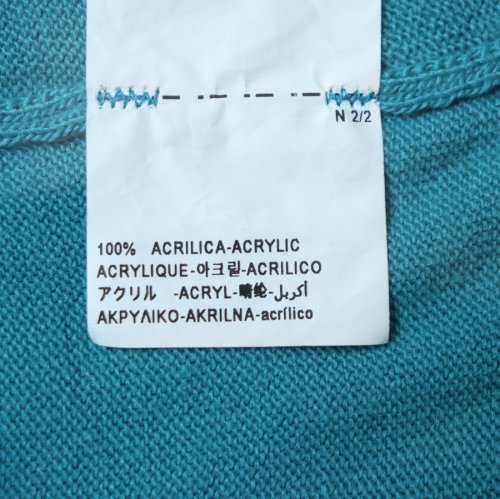 N 2/2
100% ACRILICA-ACRYLIC
ACRYLIQUE-아크릴-ACRILICO
アクリル -ACRYL-腈纶-أكريل
ΑΚΡΥΛΙΚΟ-AKRILNA-acrílico